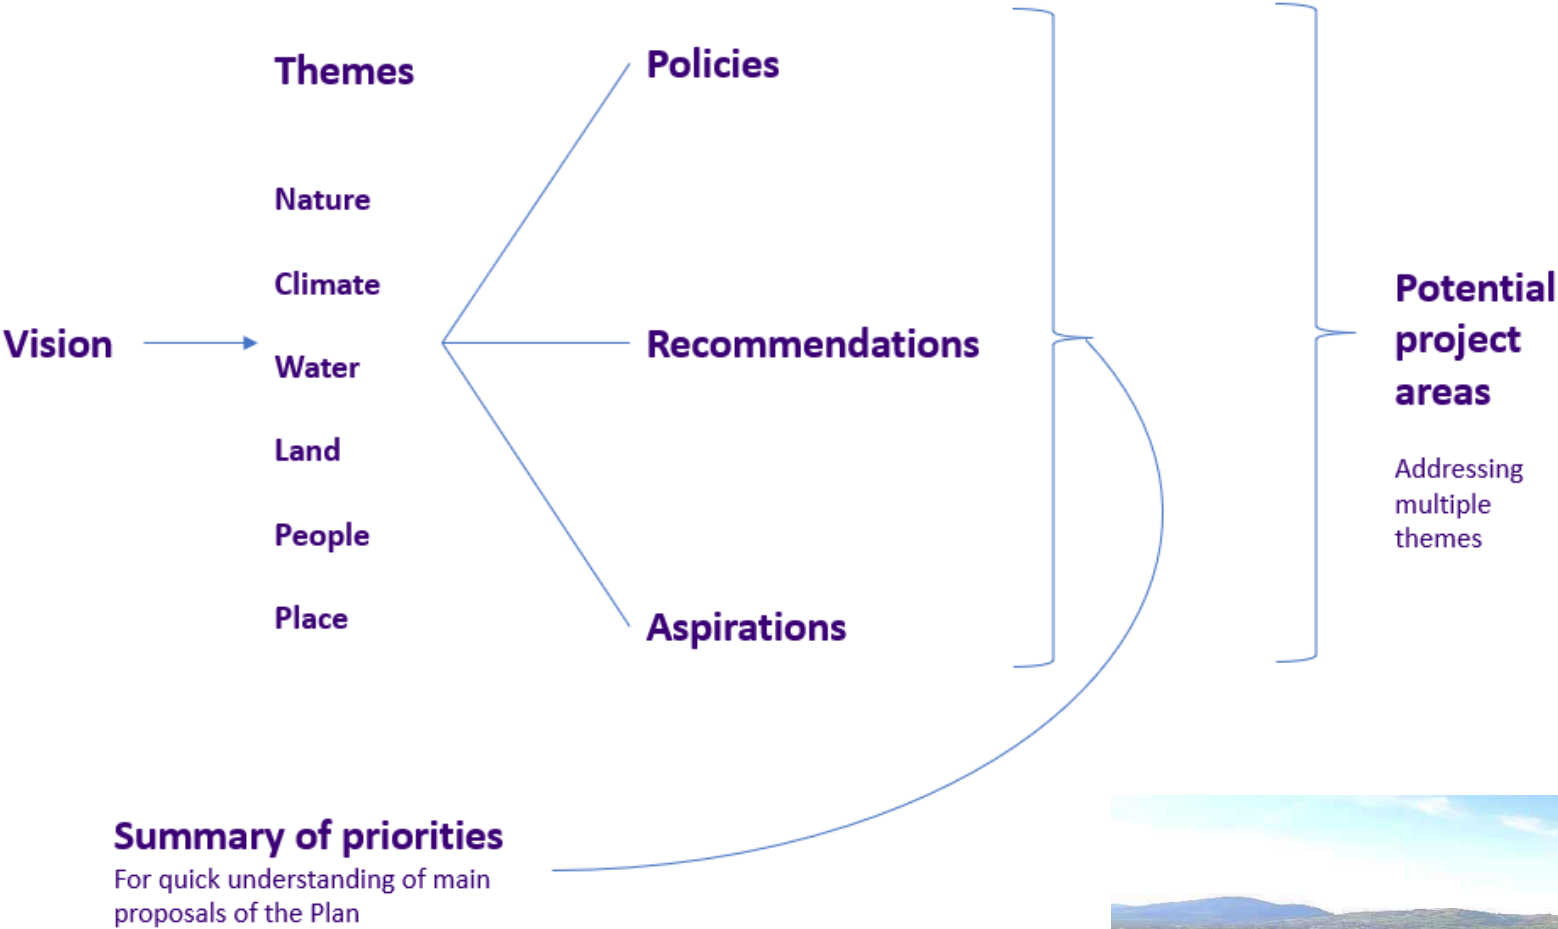 Themes
Policies
Nature
Climate
Vision
Water
Recommendations
Land
People
Place
Aspirations
Potential
project
areas
Addressing
multiple
themes
Summary of priorities
For quick understanding of main
proposals of the Plan